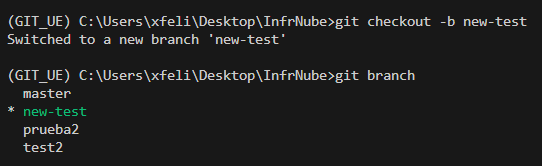 (GIT_UE) C:\Users\xfeli\Desktop\InfrNube>git checkout -b new-test
Switched to a new branch 'new-test'
(GIT_UE) C:\Users\xfeli\Desktop\InfrNube>git branch
  master
* new-test
  prueba2
  test2